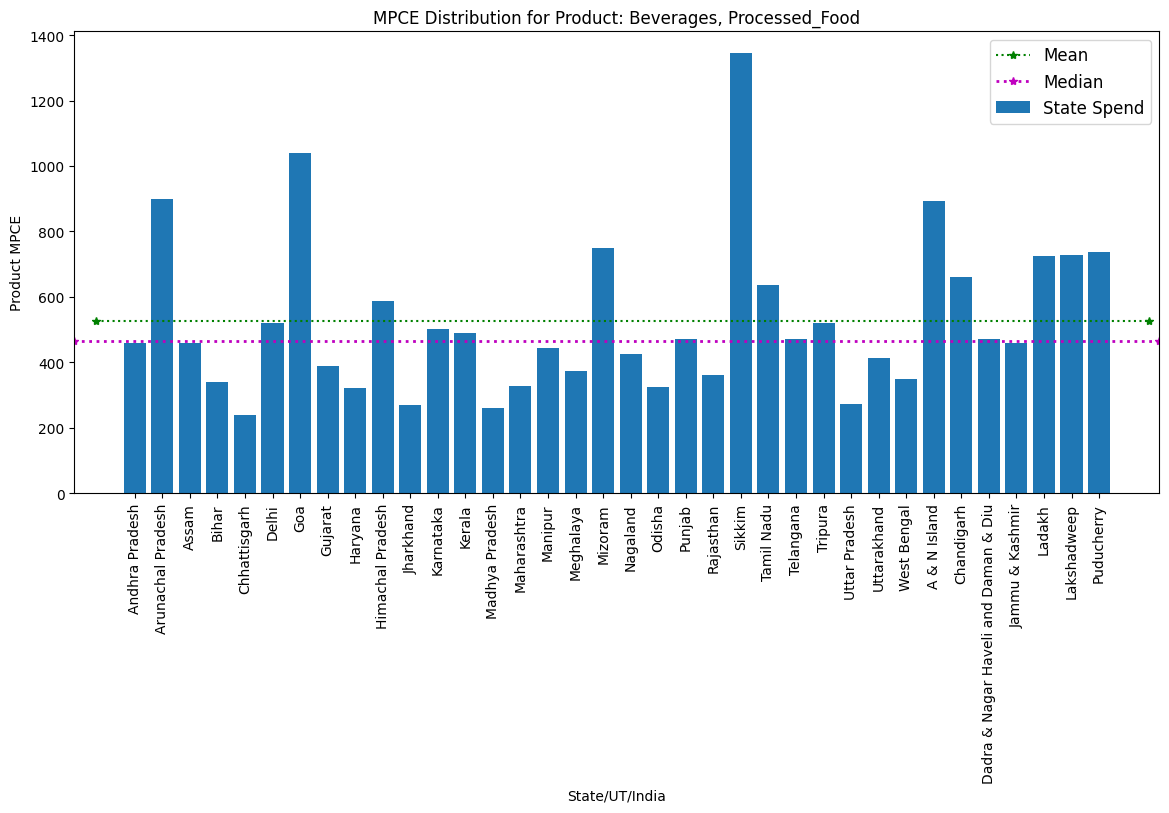 MPCE Distribution for Product: Beverages, Processed_Food
1400
1200
1000
800
600
400
200
0
Product MPCE
Mean
Median
State Spend
Andhra Pradesh
Arunachal Pradesh
Assam
Bihar
Chhattisgarh
Delhi
Goa
Gujarat
Haryana
Himachal Pradesh
Jharkhand
Karnataka
Kerala
Madhya Pradesh
Maharashtra
Manipur
Meghalaya
Mizoram
Nagaland
Odisha
Punjab
Rajasthan
Sikkim
Tamil Nadu
Telangana
Tripura
Uttar Pradesh
Uttarakhand
West Bengal
A & N Island
Chandigarh
Dadra & Nagar Haveli and Daman & Diu
Jammu & Kashmir
Ladakh
Lakshadweep
Puducherry
State/UT/India